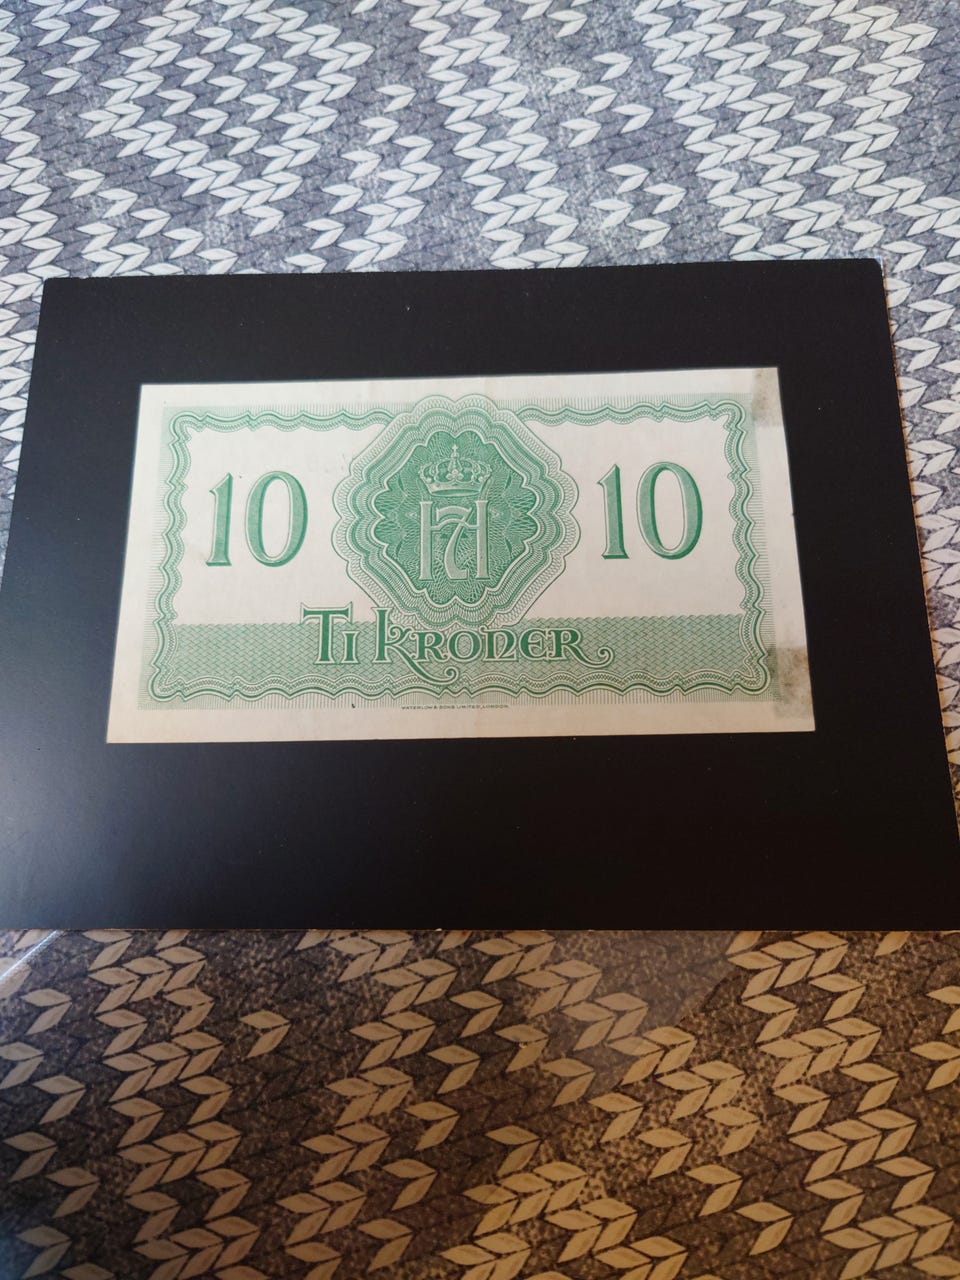 10 H7 10
Ti kroner
WATERLOW & SONS LIMITED, LONDON.